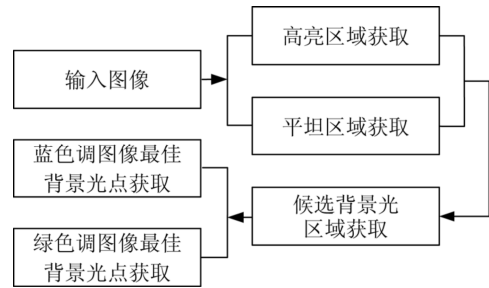 输入图像
高亮区域获取
平坦区域获取
候选背景光
区域获取
蓝色调图像最佳
背景光点获取
绿色调图像最佳
背景光点获取